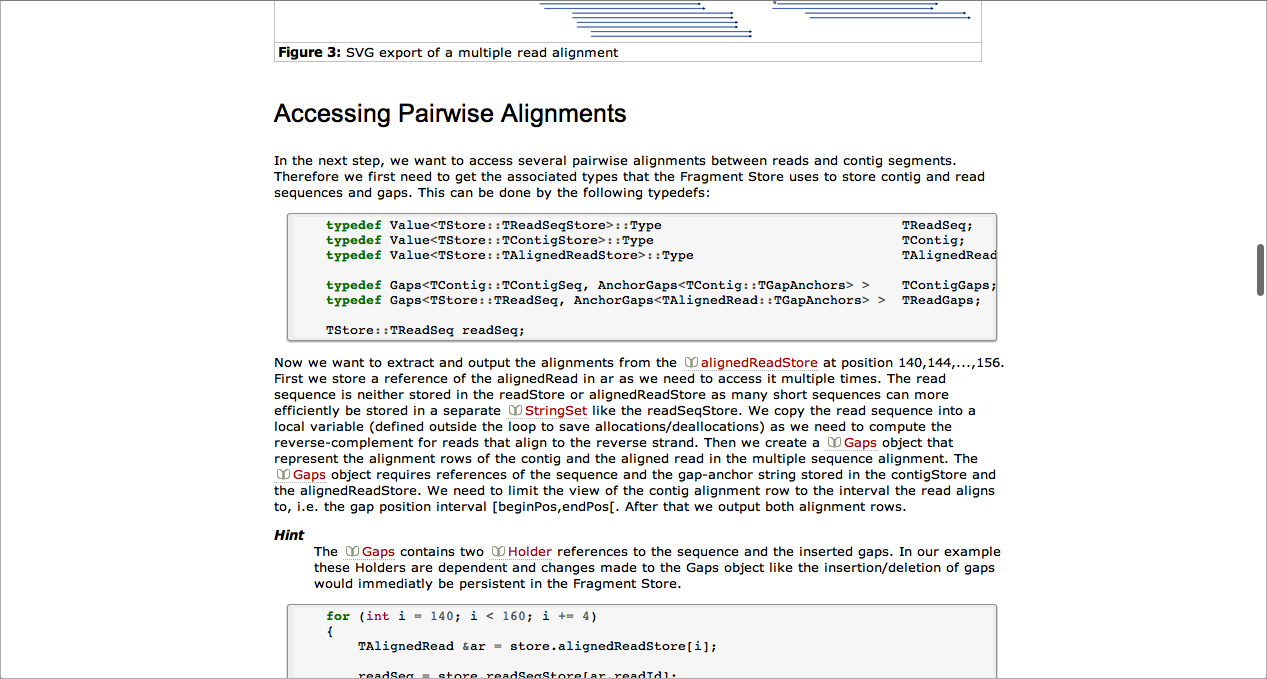 Figure 3: SVG export of a multiple read alignment
Accessing Pairwise Alignments
In the next step, we want to access several pairwise alignments between reads and contig segments.
Therefore we first need to get the associated types that the Fragment Store uses to store contig and read
sequences and gaps. This can be done by the following typedefs:
typedef Value<TStore::TReadSeqStore>::Type TReadSeq;
typedef Value<TStore::TContigStore>::Type TContig;
typedef Value<TStore::TAlignedReadStore>::Type TAlignedRead
typedef Gaps<TContig::TContigSeq, AnchorGaps<TContig::TGapAnchors> > TContigGaps;
typedef Gaps<TStore::TReadSeq, AnchorGaps<TAlignedRead::TGapAnchors> > TReadGaps;
TStore::TReadSeq readSeq;
Now we want to extract and output the alignments from the alignedReadStore at position 140,144,...,156.
First we store a reference of the alignedRead in ar as we need to access it multiple times. The read
sequence is neither stored in the readStore or alignedReadStore as many short sequences can more
efficiently be stored in a separate StringSet like the readSeqStore. We copy the read sequence into a
local variable (defined outside the loop to save allocations/deallocations) as we need to compute the
reverse-complement for reads that align to the reverse strand. Then we create a Gaps object that
represent the alignment rows of the contig and the aligned read in the multiple sequence alignment. The
Gaps object requires references of the sequence and the gap-anchor string stored in the contigStore and
the alignedReadStore. We need to limit the view of the contig alignment row to the interval the read aligns
to, i.e. the gap position interval [beginPos,endPos[. After that we output both alignment rows.
Hint
The Gaps contains two Holder references to the sequence and the inserted gaps. In our example
these Holders are dependent and changes made to the Gaps object like the insertion/deletion of gaps
would immediatly be persistent in the Fragment Store.
for (int i = 140; i < 160; i += 4)
{
TAlignedRead &ar = store.alignedReadStore[i];
readSeq = store.readSeqStore[ar.readId];